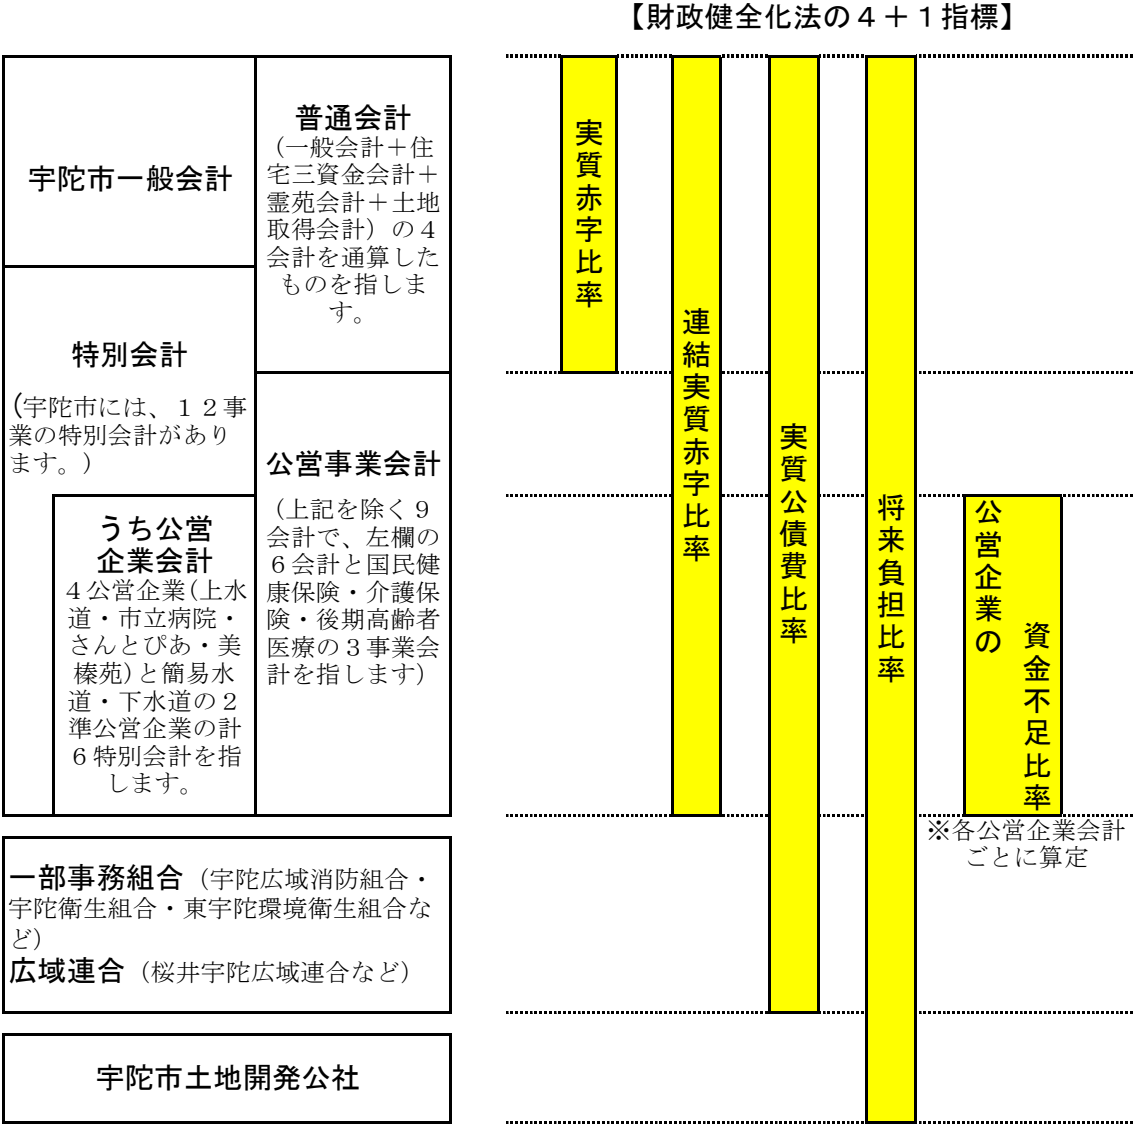 【財政健全化法の４＋１指標】
宇陀市一般会計
普通会計
（一般会計＋住
宅三資金会計＋
霊苑会計＋土地
取得会計）の４
会計を通算した
ものを指しま
す。
特別会計
(宇陀市には、１２事
業の特別会計があり
ます。）
うち公営
企業会計
４公営企業(上水
道・市立病院・
さんとぴあ・美
榛苑)と簡易水
道・下水道の２
準公営企業の計
６特別会計を指
します。
公営事業会計
（上記を除く９
会計で、左欄の
６会計と国民健
康保険・介護保
険・後期高齢者
医療の３事業会
計を指します）
一部事務組合（宇陀広域消防組合・
宇陀衛生組合・東宇陀環境衛生組合な
ど）
広域連合（桜井宇陀広域連合など）
宇陀市土地開発公社
実質赤字比率
連結実質赤字比率
実質公債費比率
将来負担比率
公営企業の
資金不足比率
※各公営企業会計
ごとに算定